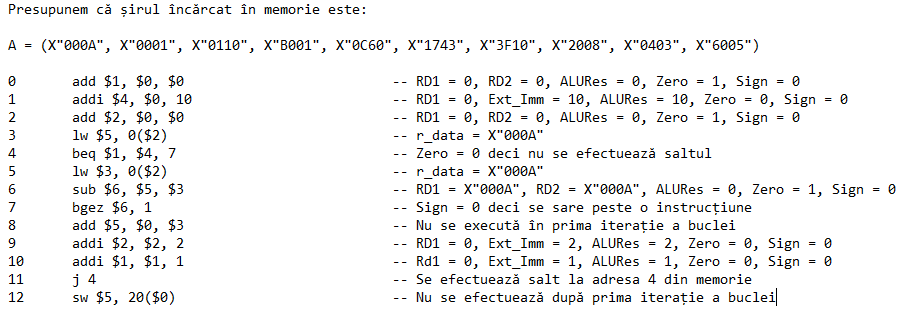 Presupunem că șirul încărcat în memorie este:
A = (X"000A", X"0001", X"0110", X"B001", X"0C60", X"1743", X"3F10", X"2008", X"0403", X"6005")
0 add $1, $0, $0 -- RD1 = 0, RD2 = 0, ALURes = 0, Zero = 1, Sign = 0
1 addi $4, $0, 10 -- RD1 = 0, Ext_Imm = 10, ALURes = 10, Zero = 0, Sign = 0
2 add $2, $0, $0 -- RD1 = 0, RD2 = 0, ALURes = 0, Zero = 1, Sign = 0
3 lw $5, 0($2) -- r_data = X"000A"
4 beq $1, $4, 7 -- Zero = 0 deci nu se efectuează saltul
5 lw $3, 0($2) -- r_data = X"000A"
6 sub $6, $5, $3 -- RD1 = X"000A", RD2 = X"000A", ALURes = 0, Zero = 1, Sign = 0
7 bgez $6, 1 -- Sign = 0 deci se sare peste o instrucțiune
8 add $5, $0, $3 -- Nu se execută în prima iterație a buclei
9 addi $2, $2, 2 -- RD1 = 0, Ext_Imm = 2, ALURes = 2, Zero = 0, Sign = 0
10 addi $1, $1, 1 -- Rd1 = 0, Ext_Imm = 1, ALURes = 1, Zero = 0, Sign = 0
11 j 4 -- Se efectuează salt la adresa 4 din memorie
12 sw $5, 20($0) -- Nu se efectuează după prima iterație a buclei